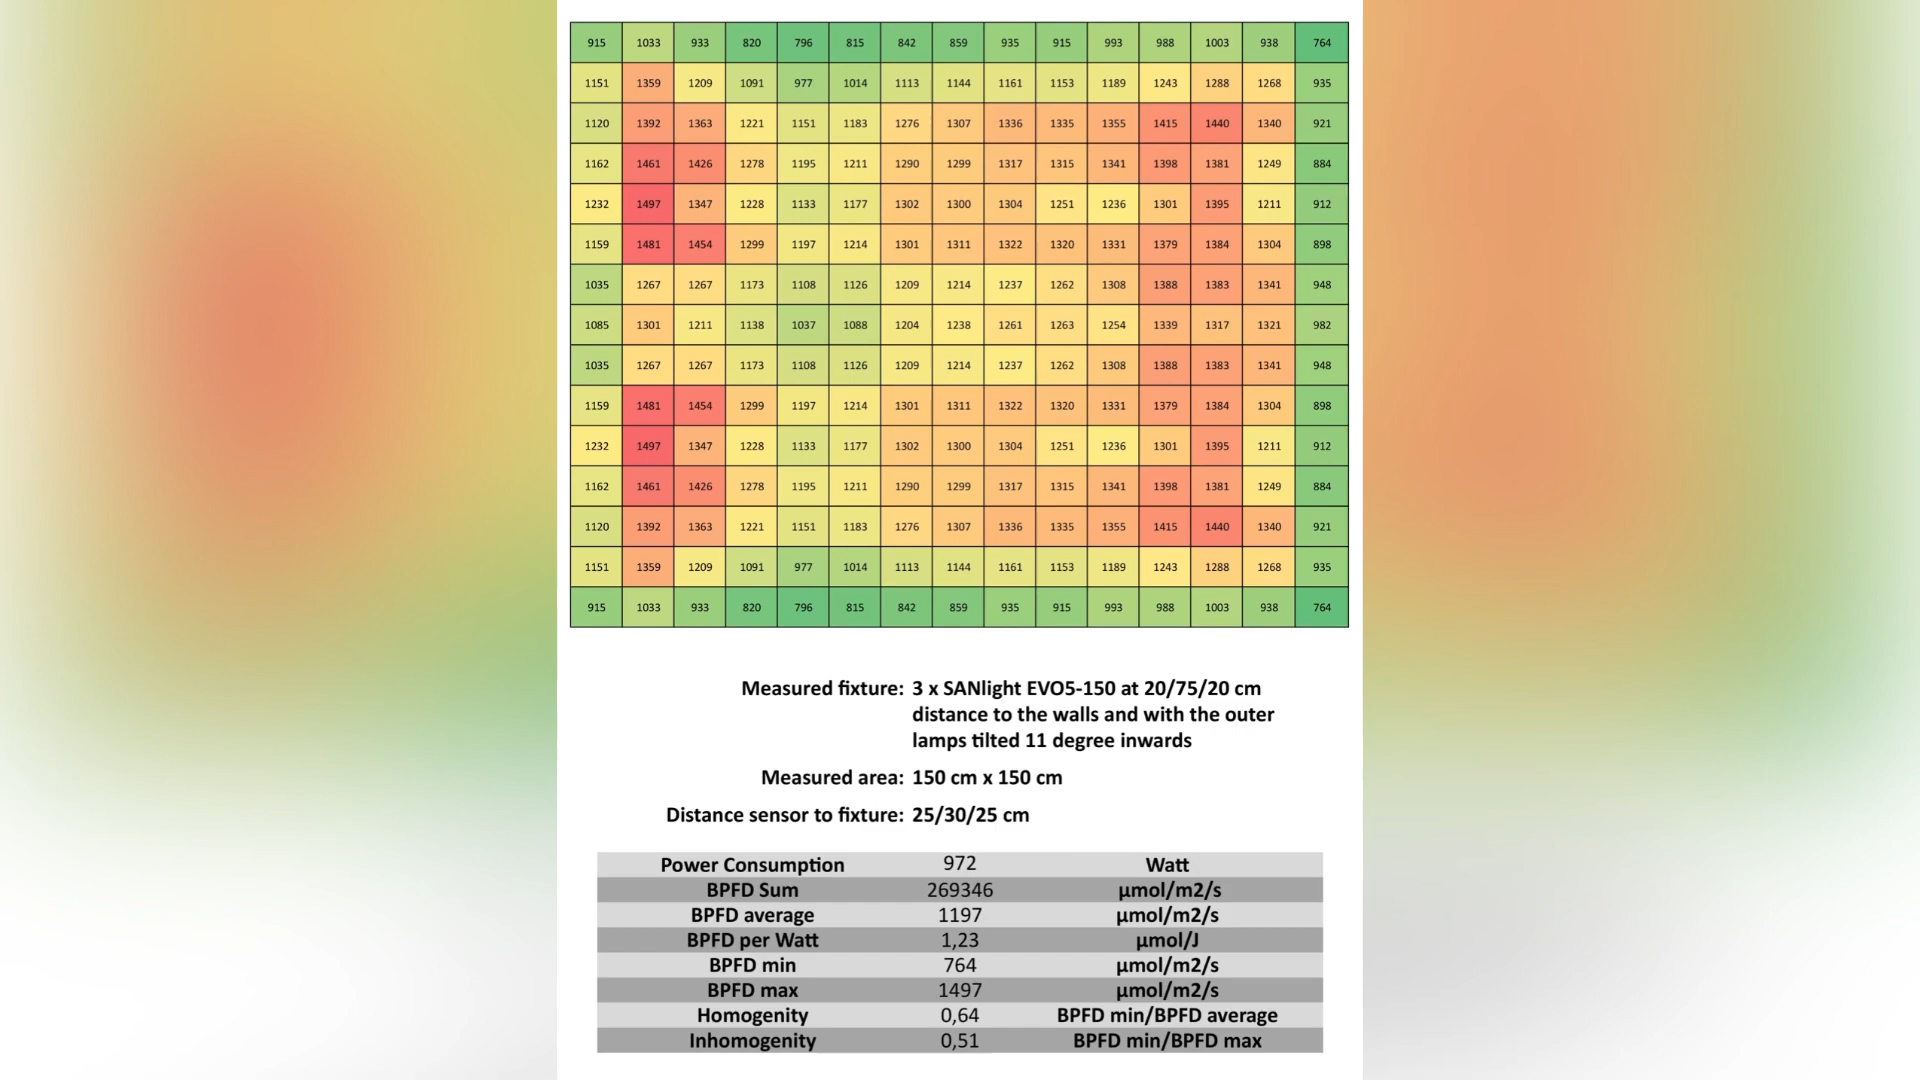 915 1033 933 820 796 815 842 859 935 915 993 988 1003 938 764
1151 1359 1209 1091 977 1014 1113 1144 1161 1153 1189 1243 1288 1268 935
1120 1392 1363 1221 1151 1183 1276 1307 1336 1335 1355 1415 1440 1340 921
1162 1461 1426 1278 1195 1211 1290 1299 1317 1315 1341 1398 1381 1249 884
1232 1497 1347 1228 1133 1177 1302 1300 1304 1251 1236 1301 1395 1211 912
1159 1481 1454 1299 1197 1214 1301 1311 1322 1320 1331 1379 1384 1304 898
1035 1267 1267 1173 1108 1126 1209 1214 1237 1262 1308 1388 1383 1341 948
1085 1301 1211 1138 1037 1088 1204 1238 1261 1263 1254 1339 1317 1321 982
1035 1267 1267 1173 1108 1126 1209 1214 1237 1262 1308 1388 1383 1341 948
1159 1481 1454 1299 1197 1214 1301 1311 1322 1320 1331 1379 1384 1304 898
1232 1497 1347 1228 1133 1177 1302 1300 1304 1251 1236 1301 1395 1211 912
1162 1461 1426 1278 1195 1211 1290 1299 1317 1315 1341 1398 1381 1249 884
1120 1392 1363 1221 1151 1183 1276 1307 1336 1335 1355 1415 1440 1340 921
1151 1359 1209 1091 977 1014 1113 1144 1161 1153 1189 1243 1288 1268 935
915 1033 933 820 796 815 842 859 935 915 993 988 1003 938 764
Measured fixture: 3 x SANlight EVO5-150 at 20/75/20 cm
distance to the walls and with the outer
lamps tilted 11 degree inwards
Measured area: 150 cm x 150 cm
Distance sensor to fixture: 25/30/25 cm
Power Consumption 972 Watt
BPFD Sum 269346 µmol/m2/s
BPFD average 1197 µmol/m2/s
BPFD per Watt 1,23 µmol/J
BPFD min 764 µmol/m2/s
BPFD max 1497 µmol/m2/s
Homogenity 0,64 BPFD min/BPFD average
Inhomogenity 0,51 BPFD min/BPFD max